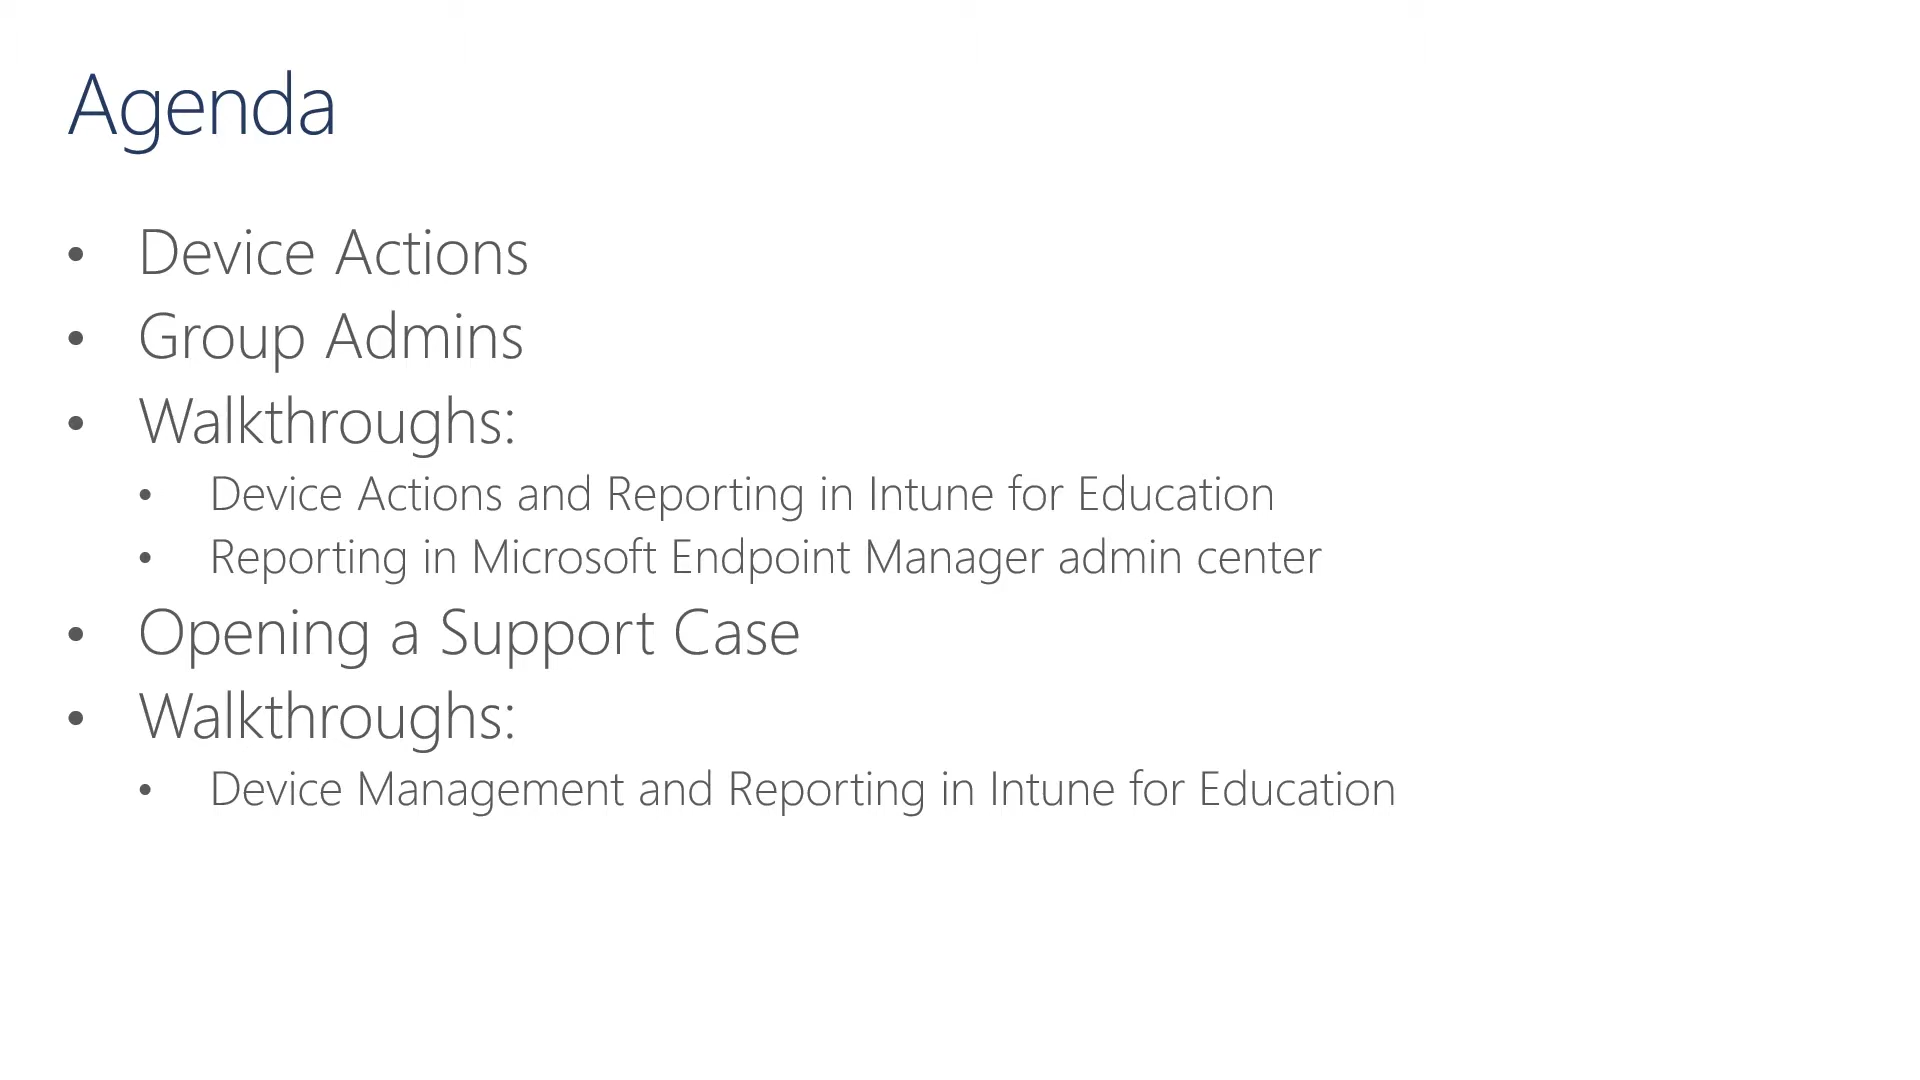 Agenda
• Device Actions
• Group Admins
• Walkthroughs:
• Device Actions and Reporting in Intune for Education
• Reporting in Microsoft Endpoint Manager admin center
• Opening a Support Case
• Walkthroughs:
• Device Management and Reporting in Intune for Education